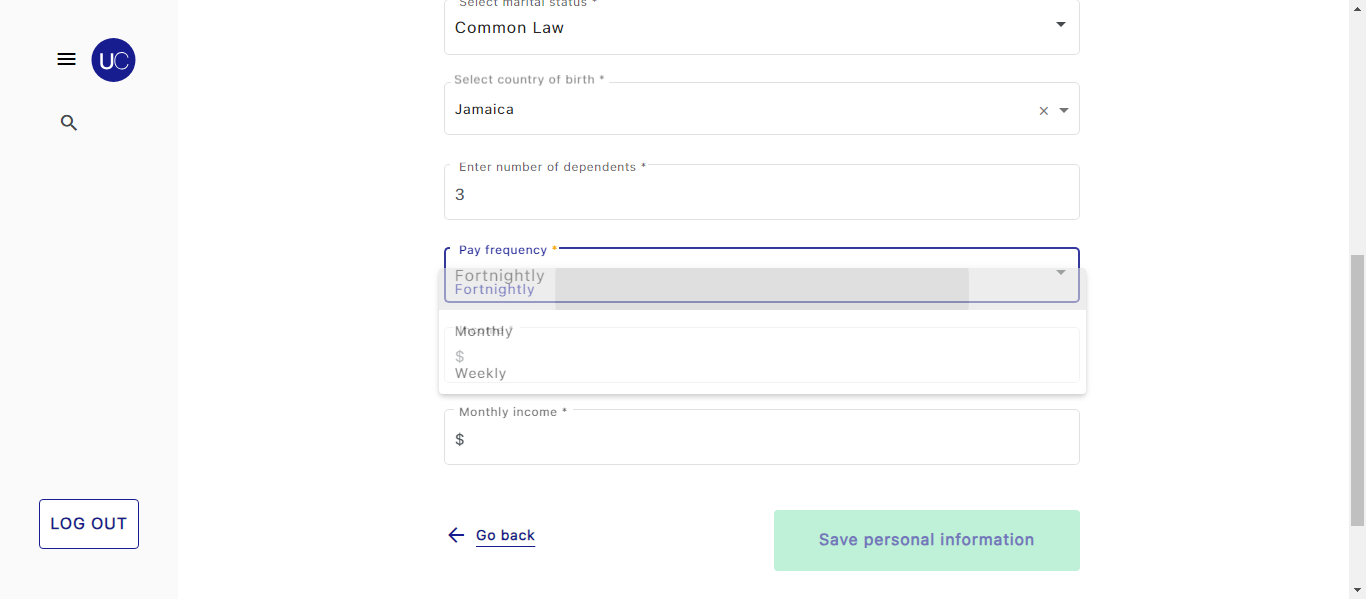 Select marital status *
Common Law
UC
Select country of birth *
Jamaica
Enter number of dependents *
3
Pay frequency *
Fortnightly
Fortnightly
Monthly
Income *
$
Weekly
Monthly income *
$
LOG OUT
Go back
Save personal information